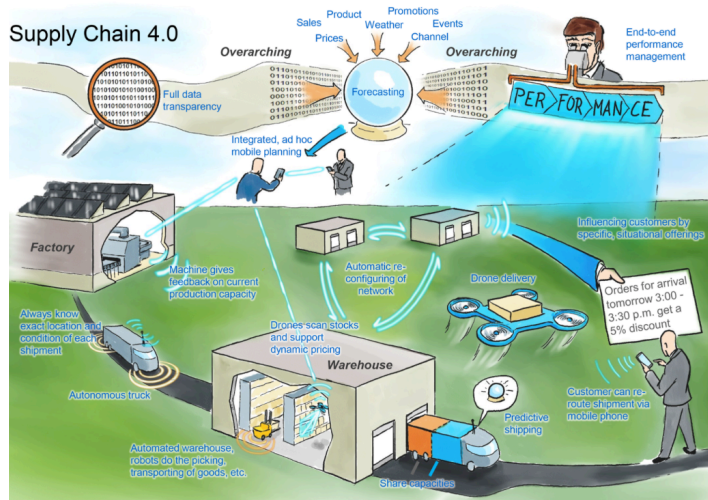 Supply Chain 4.0
Sales
Product
Promotions
Prices
Weather
Events
Channel
Overarching
Overarching
End-to-end
performance
management
Full data
transparency
Forecasting
PER FOR MAN CE
Integrated, ad hoc
mobile planning
Factory
Machine gives
feedback on current
production capacity
Automatic re-
configuring of
network
Influencing customers by
specific, situational offerings
Drone delivery
Orders for arrival
tomorrow 3:00 -
3:30 p.m. get a
5% discount
Always know
exact location and
condition of each
shipment
Drones scan stocks
and support
dynamic pricing
Warehouse
Autonomous truck
Customer can re-
route shipment via
mobile phone
Predictive
shipping
Automated warehouse,
robots do the picking,
transporting of goods, etc.
Share capacities